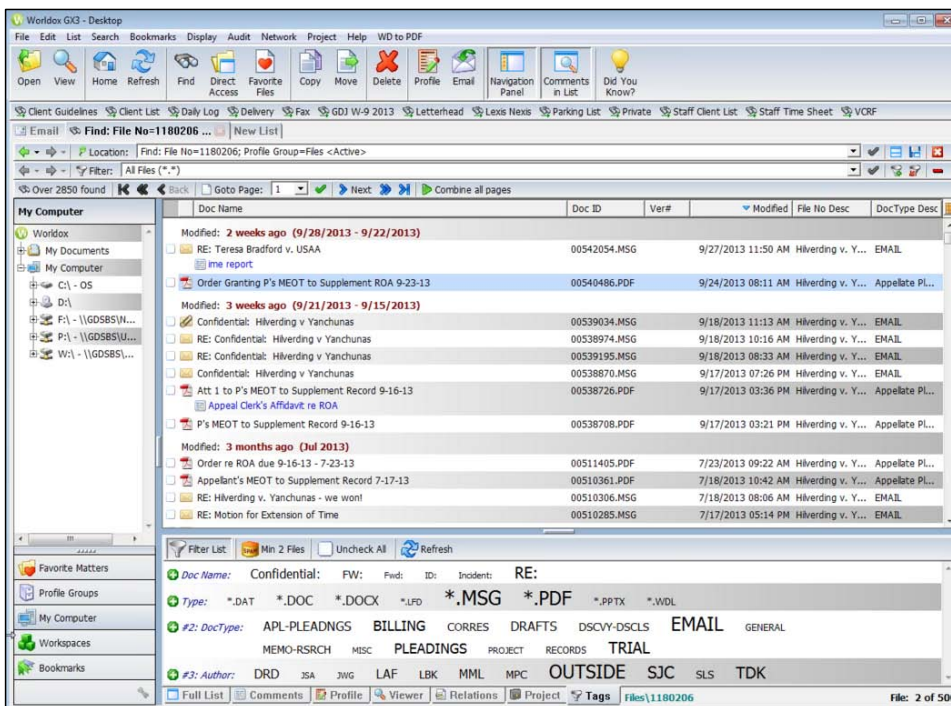 Worldox GX3 - Desktop
File Edit List Search Bookmarks Display Audit Network Project Help WD to PDF
Open View Home Refresh Find Direct Access Favorite Files Copy Move Delete Profile Email Navigation Panel Comments in List Did You Know?
Client Guidelines Client List Daily Log Delivery Fax GDJ W-9 2013 Letterhead Lexis Nexis Parking List Private Staff Client List Staff Time Sheet VCRF
Email Find: File No=1180206 ... New List
Location: Find: File No=1180206; Profile Group=Files <Active>
Filter: All Files (*.*)
Over 2850 found Back Goto Page: 1 Next Combine all pages
My Computer
Worldox
My Documents
My Computer
C:\ - OS
D:\
F:\ - \\GDSBS\N...
P:\ - \\GDSBS\U...
W:\ - \\GDSBS\...
Favorite Matters
Profile Groups
My Computer
Workspaces
Bookmarks
Doc Name Doc ID Ver# Modified File No Desc DocType Desc
Modified: 2 weeks ago (9/28/2013 - 9/22/2013)
RE: Teresa Bradford v. USAA 00542054.MSG 9/27/2013 11:50 AM Hilverding v. Y... EMAIL
ime report
Order Granting P's MEOT to Supplement ROA 9-23-13 00540486.PDF 9/24/2013 08:11 AM Hilverding v. Y... Appellate Pl...
Modified: 3 weeks ago (9/21/2013 - 9/15/2013)
Confidential: Hilverding v Yanchunas 00539034.MSG 9/18/2013 11:13 AM Hilverding v. Y... EMAIL
RE: Confidential: Hilverding v Yanchunas 00538974.MSG 9/18/2013 10:16 AM Hilverding v. Y... EMAIL
RE: Confidential: Hilverding v Yanchunas 00539195.MSG 9/18/2013 08:33 AM Hilverding v. Y... EMAIL
Confidential: Hilverding v Yanchunas 00538870.MSG 9/17/2013 07:26 PM Hilverding v. Y... EMAIL
Att 1 to P's MEOT to Supplement Record 9-16-13 00538726.PDF 9/17/2013 03:36 PM Hilverding v. Y... Appellate Pl...
Appeal Clerk's Affidavit re ROA
P's MEOT to Supplement Record 9-16-13 00538708.PDF 9/17/2013 03:21 PM Hilverding v. Y... Appellate Pl...
Modified: 3 months ago (Jul 2013)
Order re ROA due 9-16-13 - 7-23-13 00511405.PDF 7/23/2013 09:22 AM Hilverding v. Y... Appellate Pl...
Appellant's MEOT to Supplement Record 7-17-13 00510361.PDF 7/18/2013 10:42 AM Hilverding v. Y... Appellate Pl...
RE: Hilverding v. Yanchunas - we won! 00510306.MSG 7/18/2013 08:06 AM Hilverding v. Y... EMAIL
RE: Motion for Extension of Time 00510285.MSG 7/17/2013 05:14 PM Hilverding v. Y... EMAIL
Filter List Min 2 Files Uncheck All Refresh
Doc Name: Confidential: FW: Fwd: ID: Incident: RE:
Type: *.DAT *.DOC *.DOCX *.LFD *.MSG *.PDF *.PPTX *.WDL
#2: DocType: APL-PLEADNGS BILLING CORRES DRAFTS DSCVY-DSCLS EMAIL GENERAL
MEMO-RSRCH MISC PLEADINGS PROJECT RECORDS TRIAL
#3: Author: DRD JSA JWG LAF LBK MML MPC OUTSIDE SJC SLS TDK
Full List Comments Profile Viewer Relations Project Tags Files\1180206 File: 2 of 50